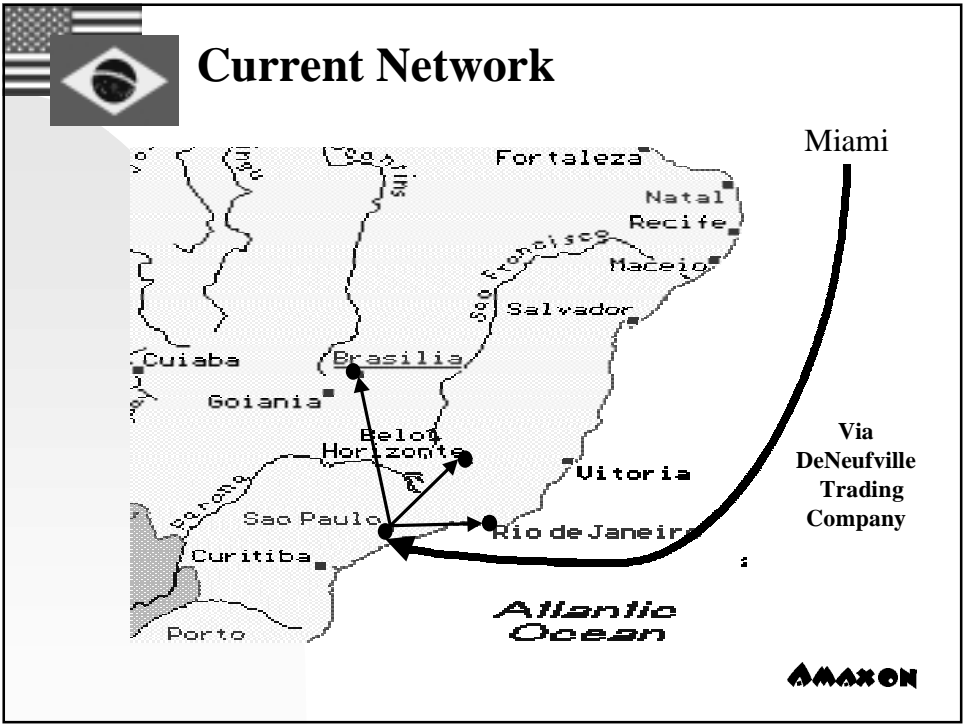 Current Network
Miami
Fortaleza
Natal
Recife
Sao Francisco
Maceio
Salvador
Cuiaba
Brasilia
Goiania
Belo
Horizonte
Via
DeNeufville
Trading
Company
Vitoria
Parana
Sao Paulo
Rio de Janeiro
Curitiba
Atlantic
Ocean
Porto
AMAXON